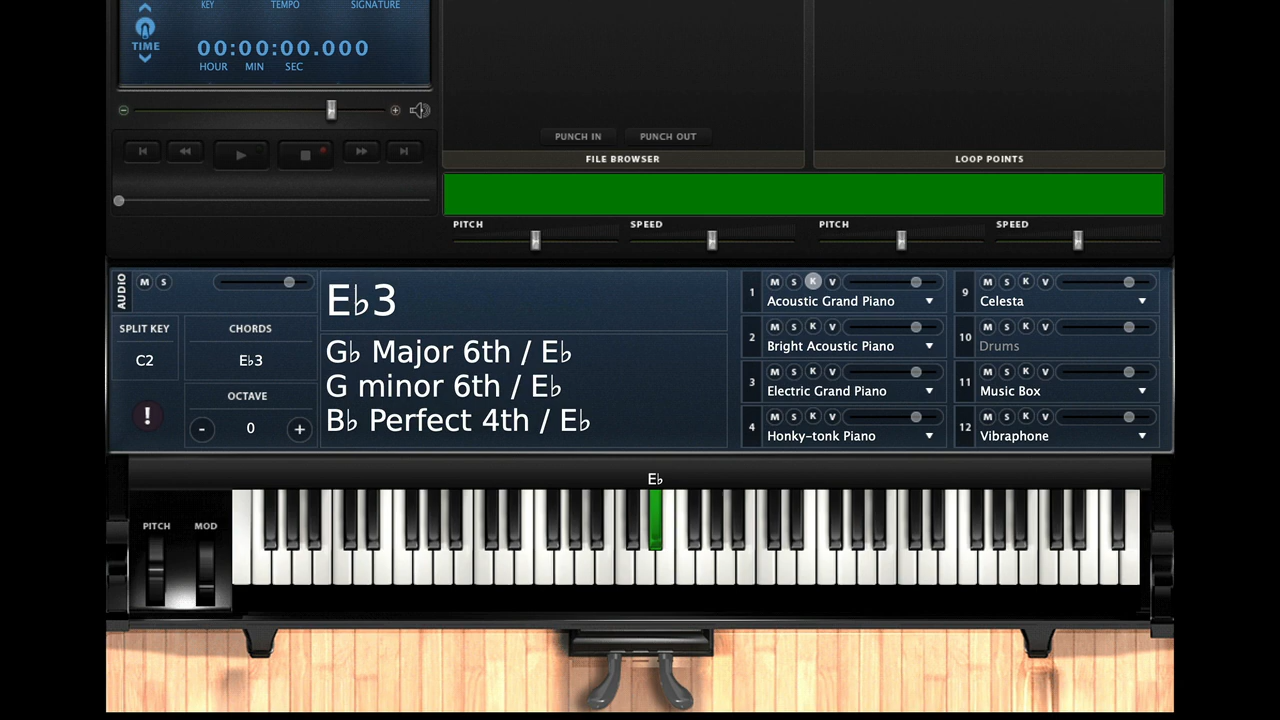 KEY TEMPO SIGNATURE
TIME
00:00:00.000
HOUR MIN SEC
PUNCH IN PUNCH OUT
FILE BROWSER LOOP POINTS
PITCH SPEED PITCH SPEED
AUDIO M S
SPLIT KEY
C2
!
CHORDS
E♭3
OCTAVE
- 0 +
E♭3
G♭ Major 6th / E♭
G minor 6th / E♭
B♭ Perfect 4th / E♭
1 M S K V
Acoustic Grand Piano
2 M S K V
Bright Acoustic Piano
3 M S K V
Electric Grand Piano
4 M S K V
Honky-tonk Piano
9 M S K V
Celesta
10 M S K V
Drums
11 M S K V
Music Box
12 M S K V
Vibraphone
E♭
PITCH MOD